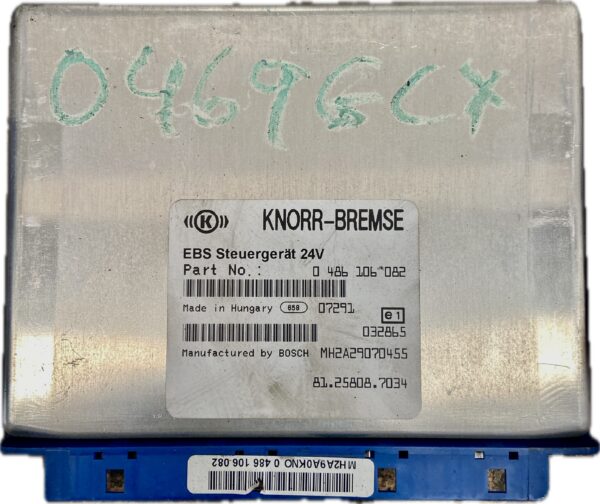 0469GCX
((K)) KNORR-BREMSE
EBS Steuergerät 24V
Part No.: 0 486 106 082
Made in Hungary 858 07291 e1
032865
Manufactured by BOSCH MH2A29070455
81.25808.7034
MH2A9A0KNO 0 486 106.082